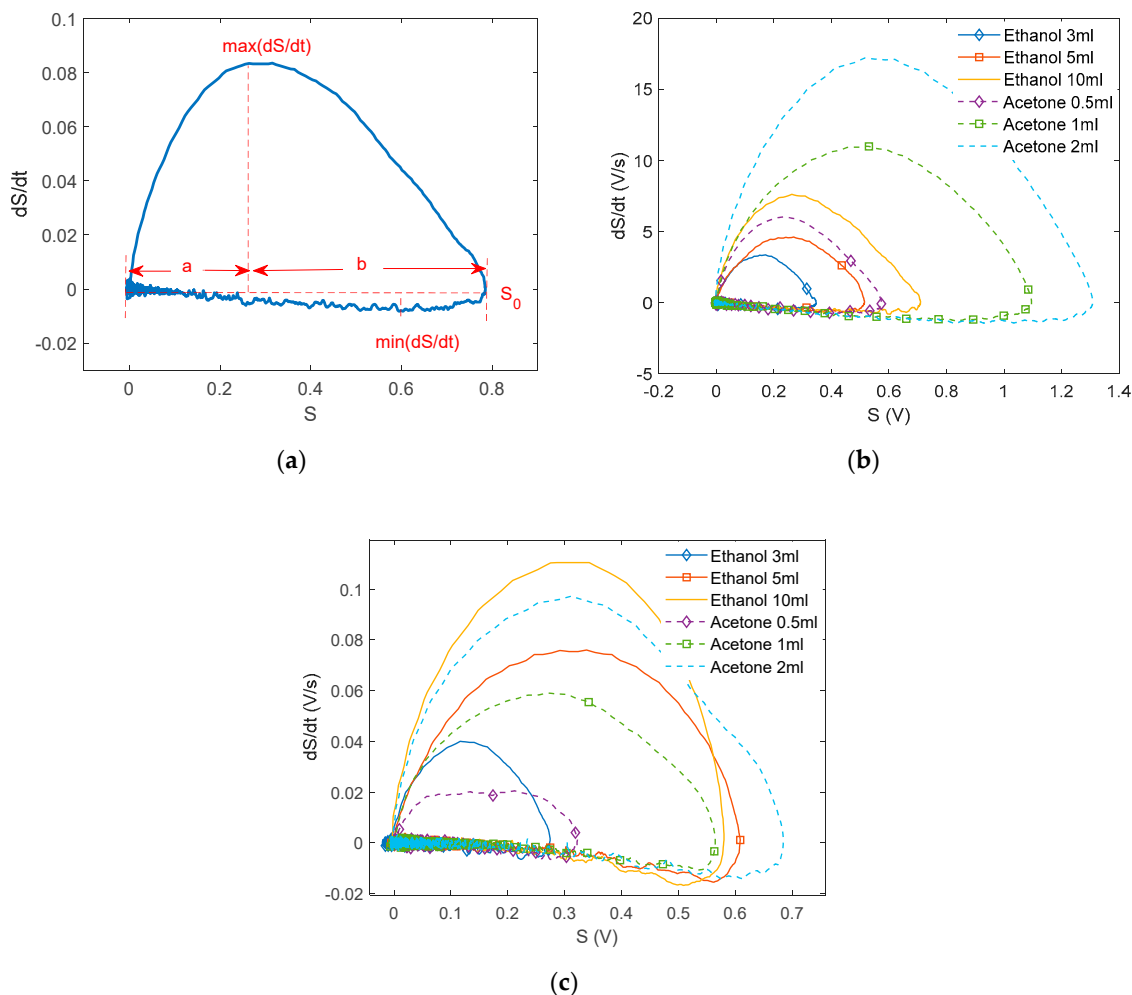 0.1
0.08
0.06
0.04
0.02
0
-0.02
dS/dt
max(dS/dt)
a
b
S0
min(dS/dt)
0 0.2 0.4 0.6 0.8
S
(a)
20
15
10
5
0
-5
dS/dt (V/s)
Ethanol 3ml
Ethanol 5ml
Ethanol 10ml
Acetone 0.5ml
Acetone 1ml
Acetone 2ml
-0.2 0 0.2 0.4 0.6 0.8 1 1.2 1.4
S (V)
(b)
0.1
0.08
0.06
0.04
0.02
0
-0.02
dS/dt (V/s)
Ethanol 3ml
Ethanol 5ml
Ethanol 10ml
Acetone 0.5ml
Acetone 1ml
Acetone 2ml
0 0.1 0.2 0.3 0.4 0.5 0.6 0.7
S (V)
(c)